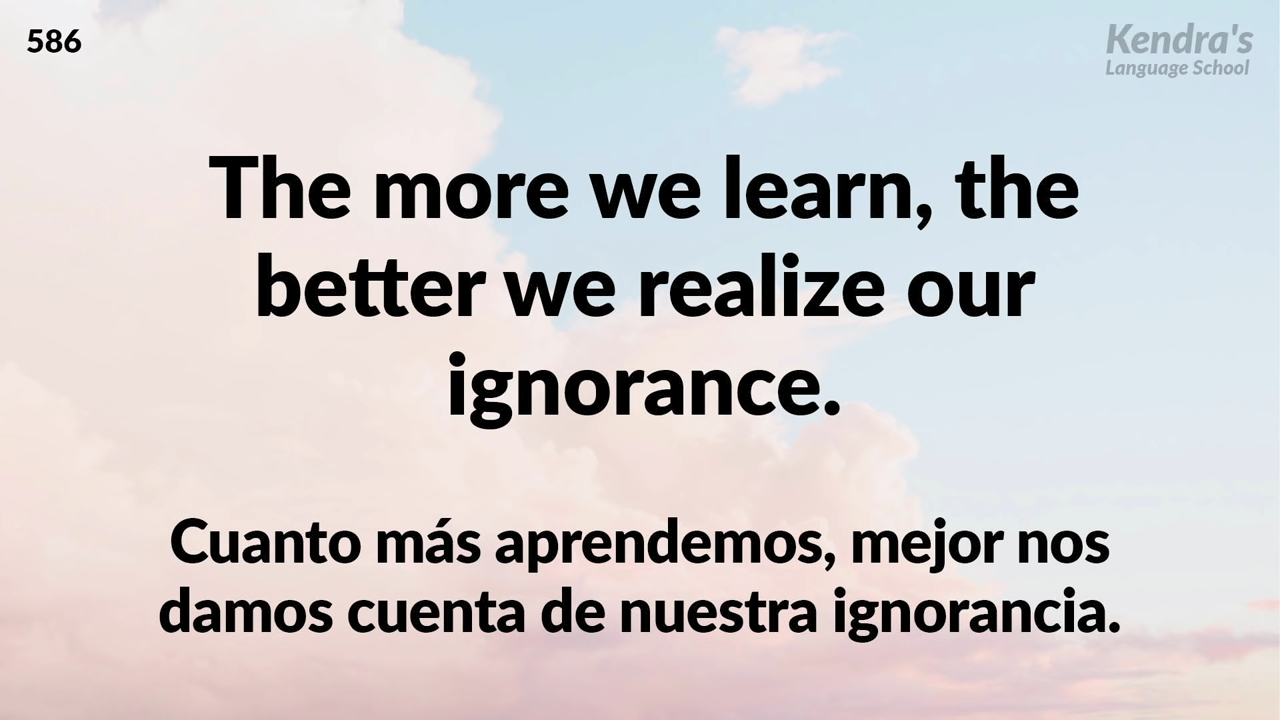 586
Kendra's
Language School
The more we learn, the
better we realize our
ignorance.
Cuanto más aprendemos, mejor nos
damos cuenta de nuestra ignorancia.